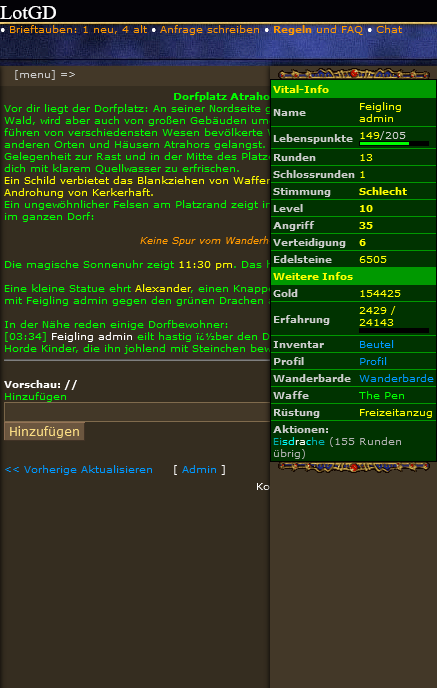 LotGD
• Brieftauben: 1 neu, 4 alt • Anfrage schreiben • Regeln und FAQ • Chat
[menu] =>
Dorfplatz Atraho
Vor dir liegt der Dorfplatz: An seiner Nordseite g
Wald, wird aber auch von großen Gebäuden um
führen von verschiedensten Wesen bevölkerte
anderen Orten und Häusern Atrahors gelangst.
Gelegenheit zur Rast und in der Mitte des Platz
dich mit klarem Quellwasser zu erfrischen.
Ein Schild verbietet das Blankziehen von Waffe
Androhung von Kerkerhaft.
Ein ungewöhnlicher Felsen am Platzrand zeigt ir
im ganzen Dorf:
Keine Spur vom Wanderh
Die magische Sonnenuhr zeigt 11:30 pm. Das
Eine kleine Statue ehrt Alexander, einen Knapp
mit Feigling admin gegen den grünen Drachen
In der Nähe reden einige Dorfbewohner:
[03:34] Feigling admin eilt hastig ï¿½ber den D
Horde Kinder, die ihn johlend mit Steinchen bew
Vorschau: //
Hinzufügen
Hinzufügen
<< Vorherige Aktualisieren [ Admin ]
Ko
Vital-Info
Name Feigling admin
Lebenspunkte 149/205
Runden 13
Schlossrunden 1
Stimmung Schlecht
Level 10
Angriff 35
Verteidigung 6
Edelsteine 6505
Weitere Infos
Gold 154425
Erfahrung 2429 / 24143
Inventar Beutel
Profil Profil
Wanderbarde Wanderbarde
Waffe The Pen
Rüstung Freizeitanzug
Aktionen:
Eisdrache (155 Runden
übrig)